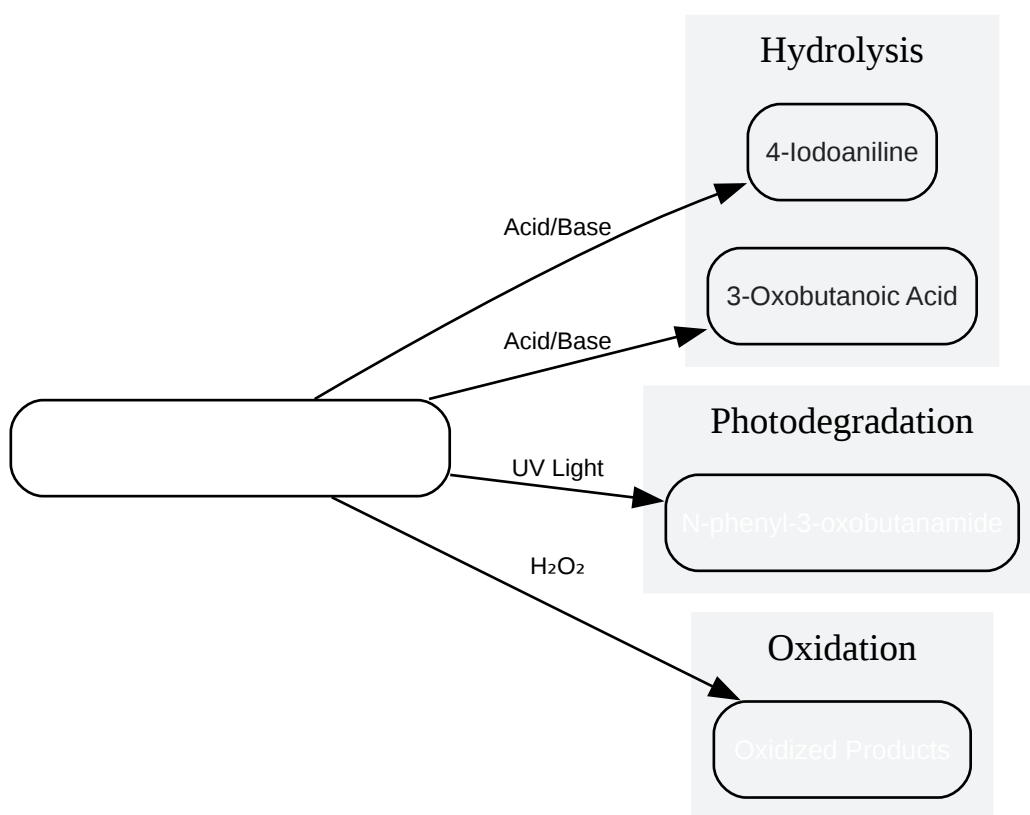 Hydrolysis
4-Iodoaniline
Acid/Base
3-Oxobutanoic Acid
Acid/Base
Photodegradation
UV Light
N-phenyl-3-oxobutanamide
H₂O₂
Oxidation
Oxidized Products